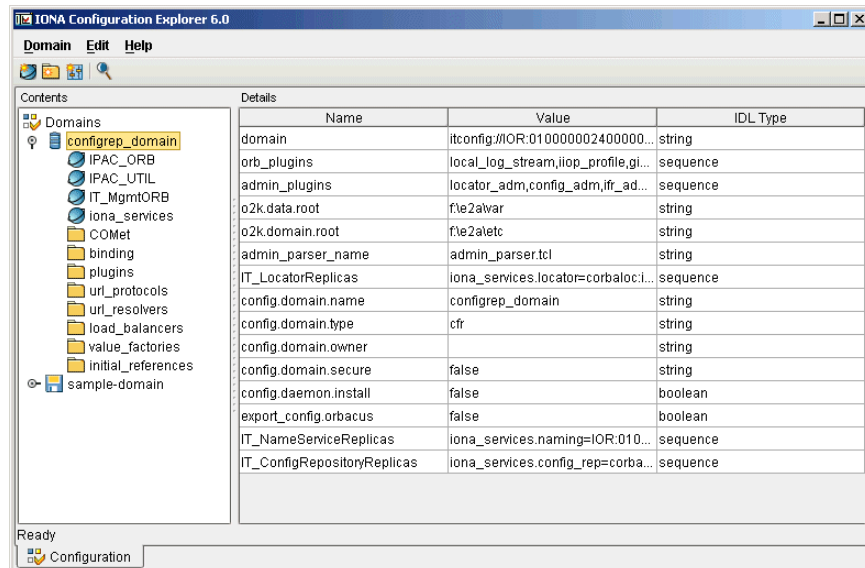 IONA Configuration Explorer 6.0
Domain Edit Help
Contents
Domains
configrep_domain
IPAC_ORB
IPAC_UTIL
IT_MgmtORB
iona_services
COMet
binding
plugins
url_protocols
url_resolvers
load_balancers
value_factories
initial_references
sample-domain
Details
Name Value IDL Type
domain itconfig://IOR:010000002400000... string
orb_plugins local_log_stream,iiop_profile,gi... sequence
admin_plugins locator_adm,config_adm,ifr_ad... sequence
o2k.data.root f:\e2a\var string
o2k.domain.root f:\e2a\etc string
admin_parser_name admin_parser.tcl string
IT_LocatorReplicas iona_services.locator=corbaloc:i... sequence
config.domain.name configrep_domain string
config.domain.type cfr string
config.domain.owner string
config.domain.secure false string
config.daemon.install false boolean
export_config.orbacus false boolean
IT_NameServiceReplicas iona_services.naming=IOR:010... sequence
IT_ConfigRepositoryReplicas iona_services.config_rep=corba... sequence
Ready
Configuration